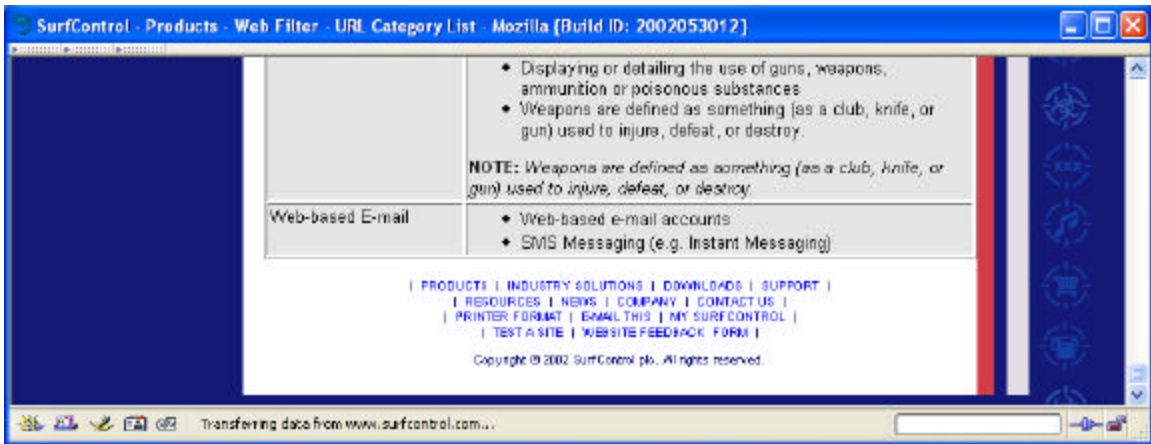 SurfControl - Products - Web Filter - URL Category List - Mozilla {Build ID: 2002053012}
• Displaying or detailing the use of guns, weapons,
ammunition or poisonous substances
• Weapons are defined as something (as a club, knife, or
gun) used to injure, defeat, or destroy.
NOTE: Weapons are defined as something (as a club, knife, or
gun) used to injure, defeat, or destroy.
Web-based E-mail
• Web-based e-mail accounts
• SMS Messaging (e.g. Instant Messaging)
| PRODUCTS | INDUSTRY SOLUTIONS | DOWNLOADS | SUPPORT |
| RESOURCES | NEWS | COMPANY | CONTACT US |
| PRINTER FORMAT | E-MAIL THIS | MY SURFCONTROL |
| TEST A SITE | WEBSITE FEEDBACK FORM |
Copyright © 2002 SurfControl plc. All rights reserved.
XXX
Transferring data from www.surfcontrol.com...